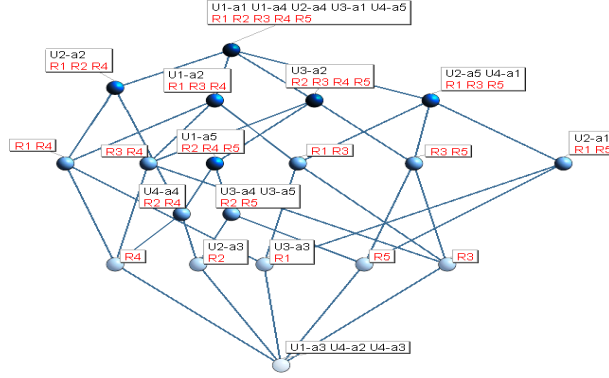 U1-a1 U1-a4 U2-a4 U3-a1 U4-a5
R1 R2 R3 R4 R5
U2-a2
R1 R2 R4
U1-a2
R1 R3 R4
U3-a2
R2 R3 R4 R5
U2-a5 U4-a1
R1 R3 R5
R1 R4
R3 R4
U1-a5
R2 R4 R5
R1 R3
R3 R5
U2-a1
R1 R5
U4-a4
R2 R4
U3-a4 U3-a5
R2 R5
R4
U2-a3
R2
U3-a3
R1
R5
R3
U1-a3 U4-a2 U4-a3